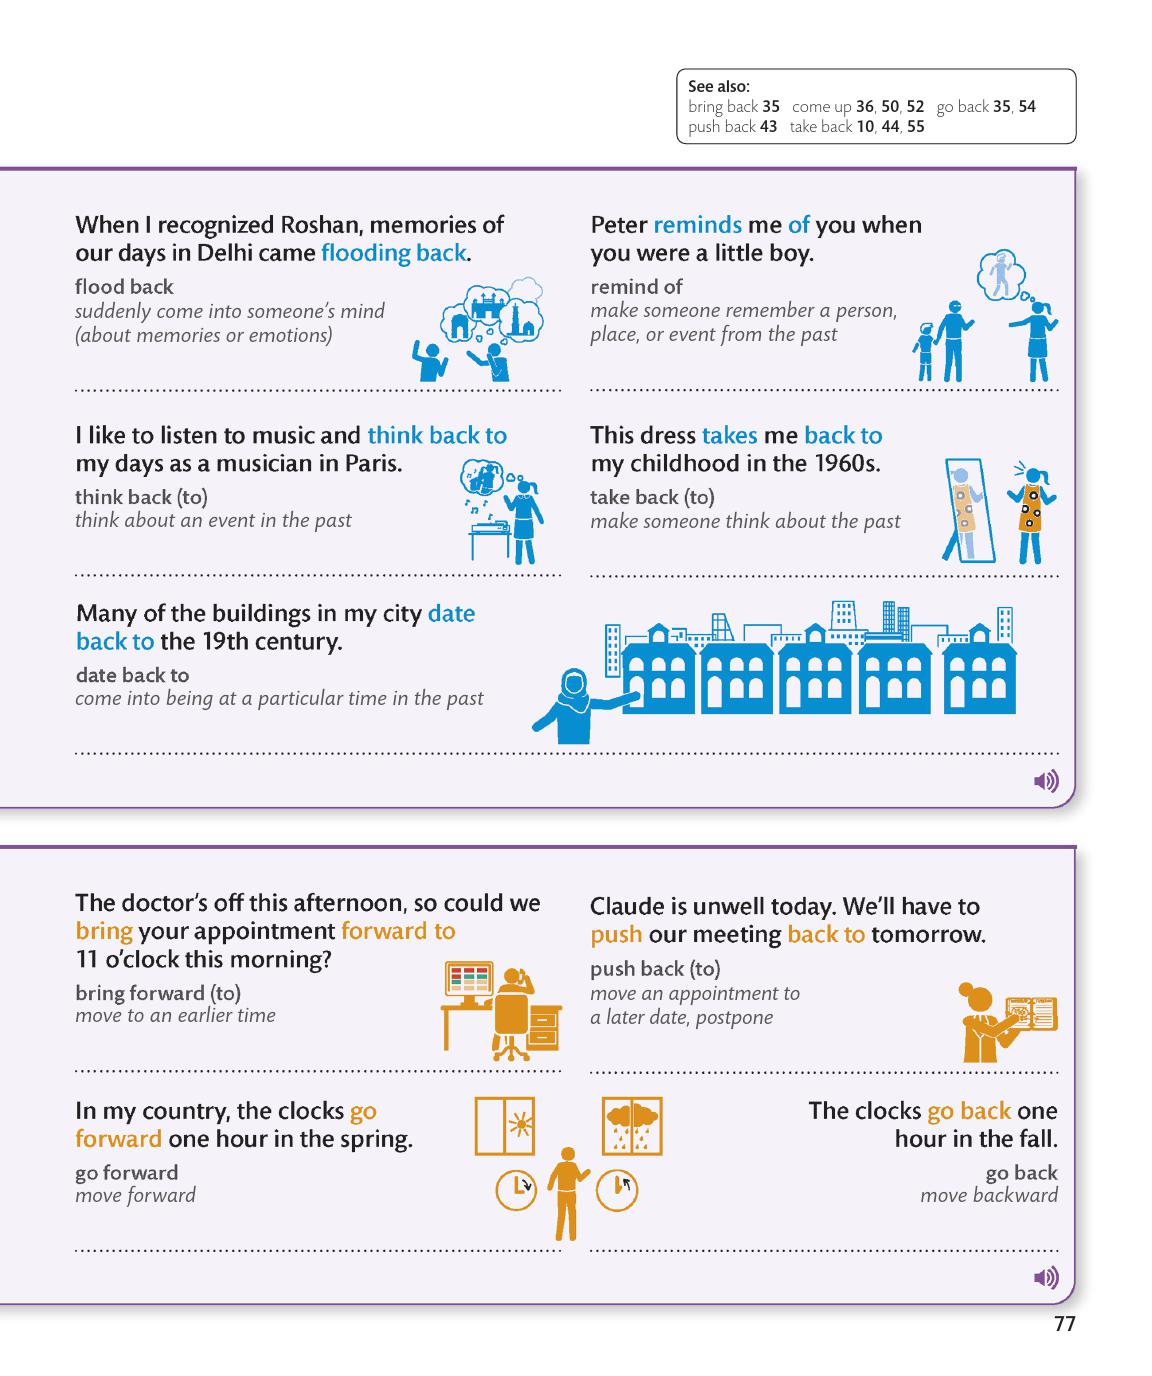 See also:
bring back 35 come up 36, 50, 52 go back 35, 54
push back 43 take back 10, 44, 55
When I recognized Roshan, memories of
our days in Delhi came flooding back.
flood back
suddenly come into someone's mind
(about memories or emotions)
Peter reminds me of you when
you were a little boy.
remind of
make someone remember a person,
place, or event from the past
I like to listen to music and think back to
my days as a musician in Paris.
think back (to)
think about an event in the past
This dress takes me back to
my childhood in the 1960s.
take back (to)
make someone think about the past
Many of the buildings in my city date
back to the 19th century.
date back to
come into being at a particular time in the past
The doctor's off this afternoon, so could we
bring your appointment forward to
11 o'clock this morning?
bring forward (to)
move to an earlier time
Claude is unwell today. We'll have to
push our meeting back to tomorrow.
push back (to)
move an appointment to
a later date, postpone
In my country, the clocks go
forward one hour in the spring.
go forward
move forward
The clocks go back one
hour in the fall.
go back
move backward
77